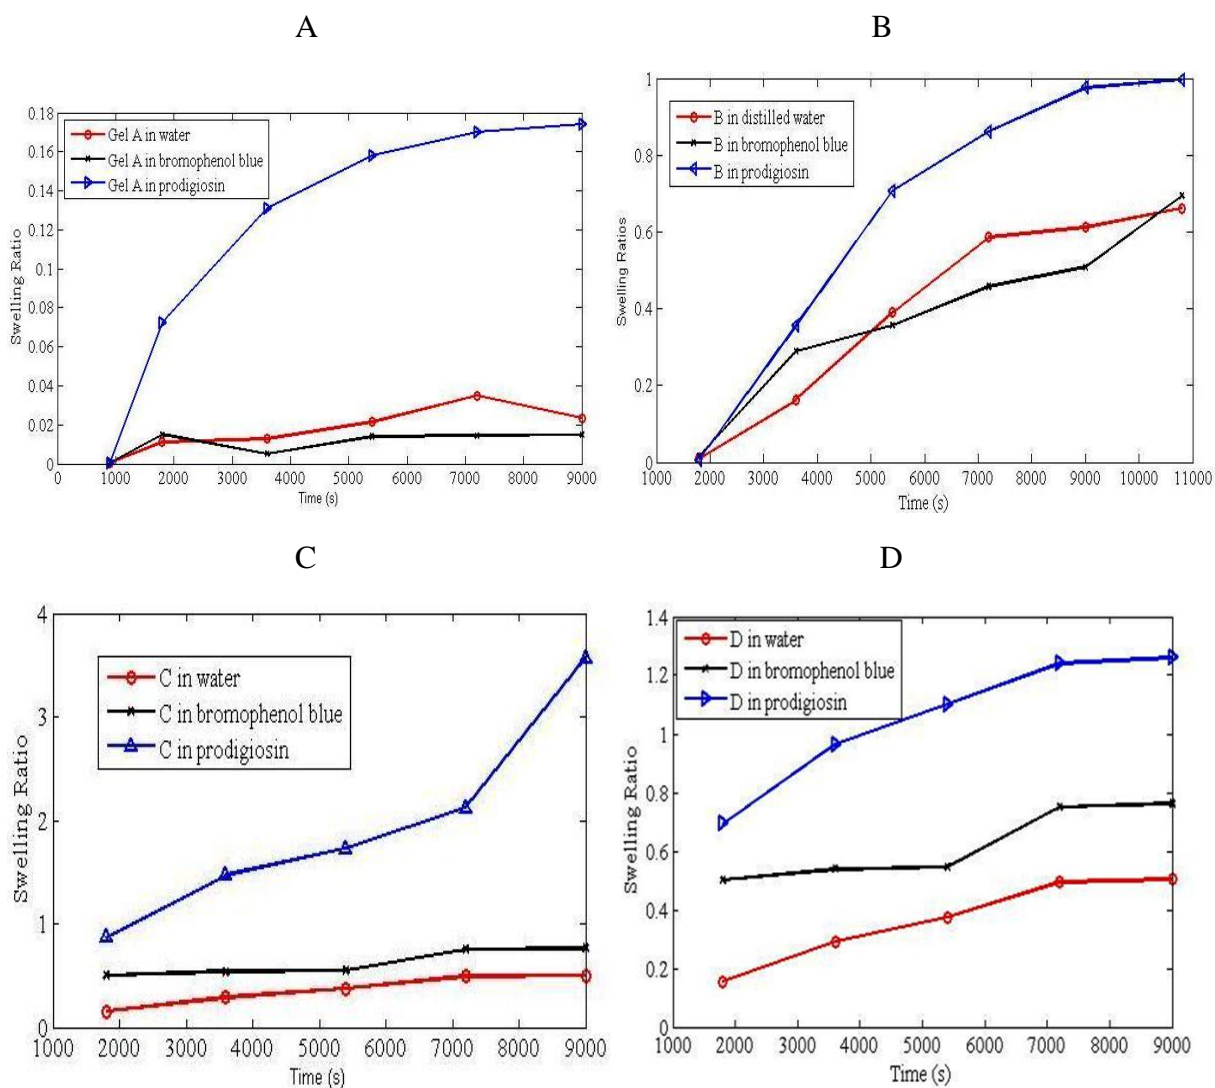 A
B
0.18
0.16
0.14
0.12
0.1
0.08
0.06
0.04
0.02
0
Swelling Ratio
Gel A in water
Gel A in bromophenol blue
Gel A in prodigiosin
0 1000 2000 3000 4000 5000 6000 7000 8000 9000
Time (s)
1
0.8
0.6
0.4
0.2
0
Swelling Ratios
B in distilled water
B in bromophenol blue
B in prodigiosin
1000 2000 3000 4000 5000 6000 7000 8000 9000 10000 11000
Time (s)
C
D
4
3
2
1
0
Swelling Ratio
C in water
C in bromophenol blue
C in prodigiosin
1000 2000 3000 4000 5000 6000 7000 8000 9000
Time (s)
1.4
1.2
1
0.8
0.6
0.4
0.2
0
Swelling Ratio
D in water
D in bromophenol blue
D in prodigiosin
1000 2000 3000 4000 5000 6000 7000 8000 9000
Time (s)